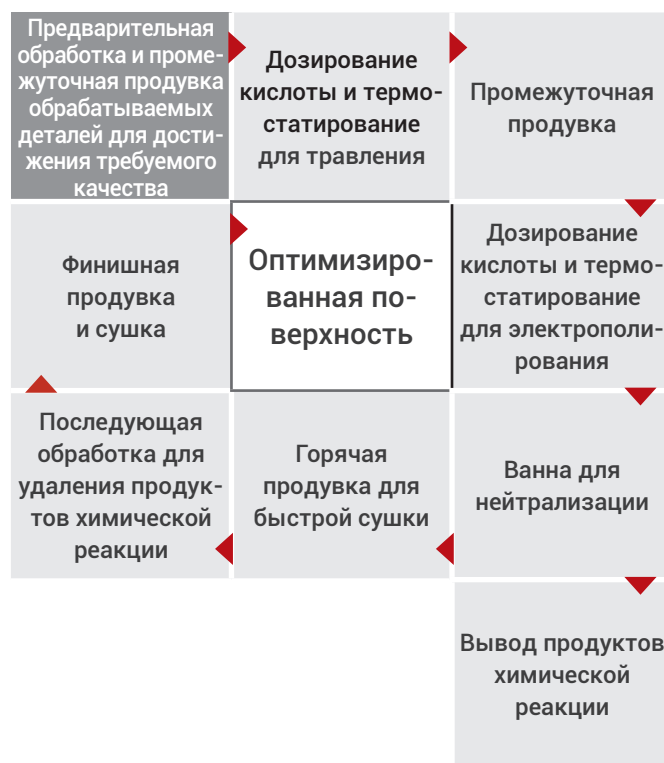 Предварительная
обработка и проме-
жуточная продувка
обрабатываемых
деталей для дости-
жения требуемого
качества
Дозирование
кислоты и термо-
статирование
для травления
Промежуточная
продувка
Финишная
продувка
и сушка
Оптимизиро-
ванная по-
верхность
Дозирование
кислоты и термо-
статирование
для электрополи-
рования
Последующая
обработка для
удаления продук-
тов химической
реакции
Горячая
продувка для
быстрой сушки
Ванна для
нейтрализации
Вывод продуктов
химической
реакции